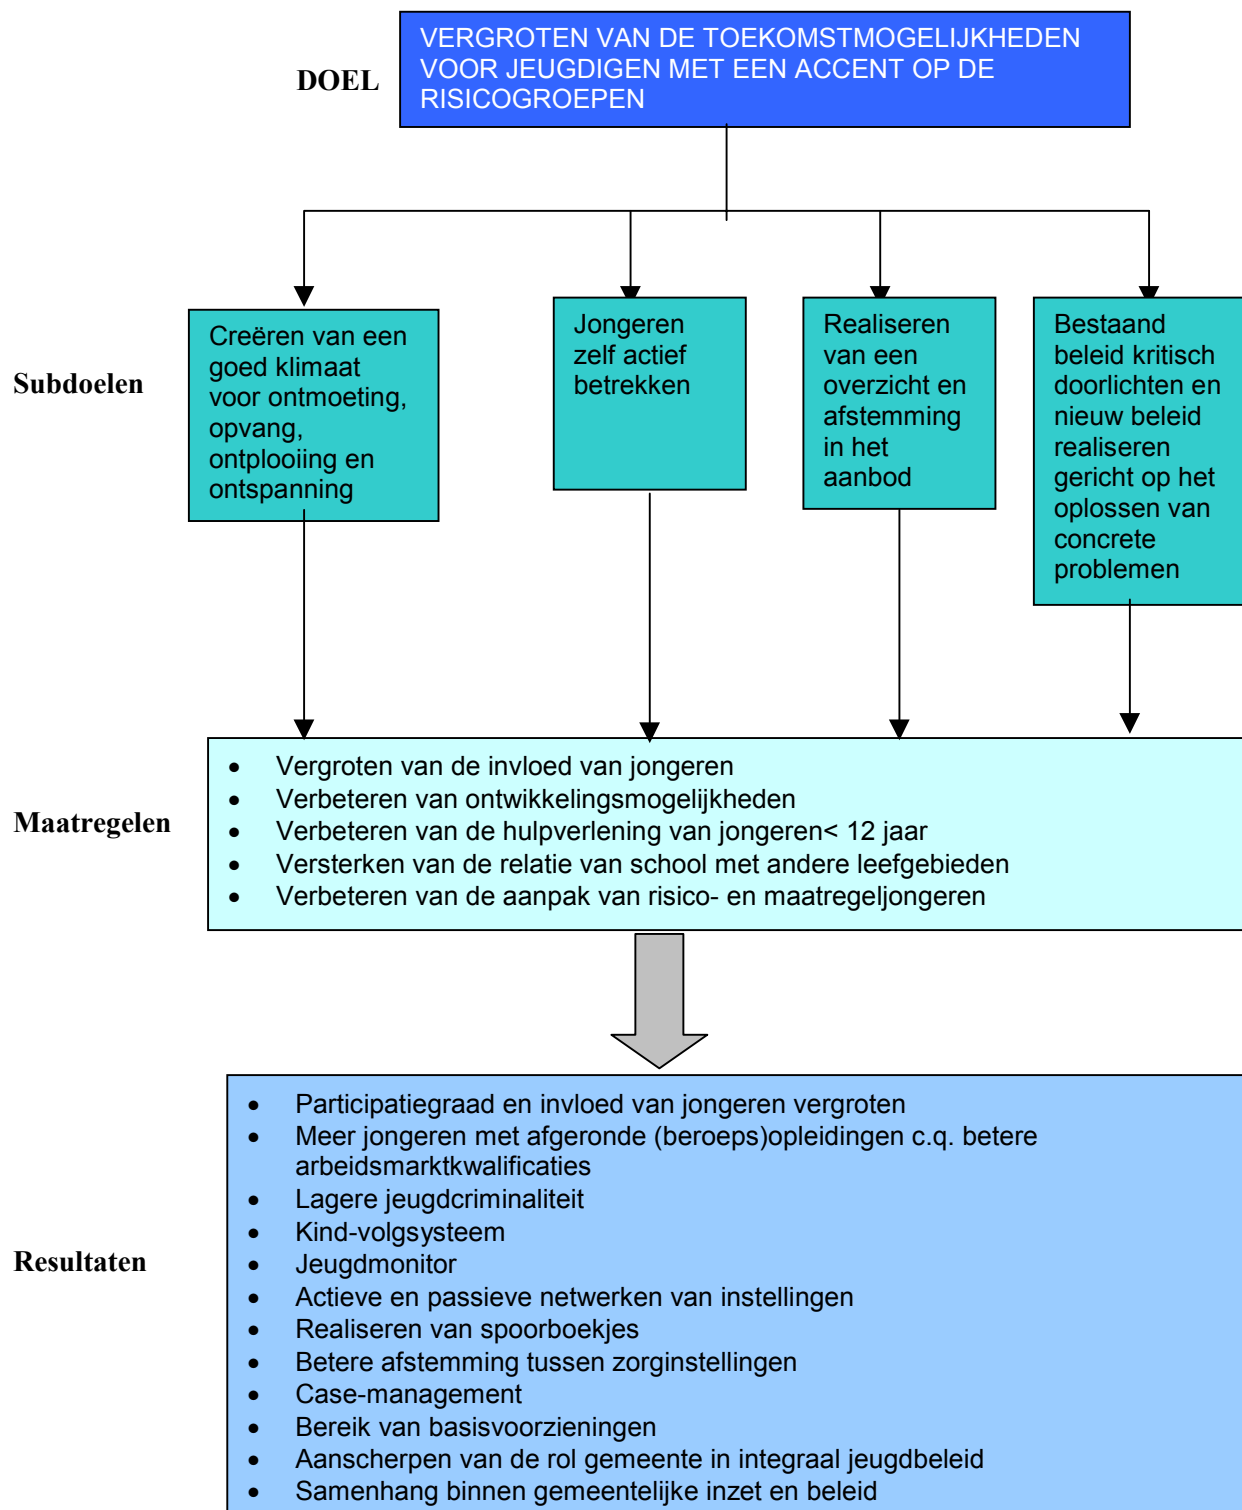 VERGROTEN VAN DE TOEKOMSTMOGELIJKHEDEN
VOOR JEUGDIGEN MET EEN ACCENT OP DE
RISICOGROEPEN
DOEL
Subdoelen
Creëren van een
goed klimaat
voor ontmoeting,
opvang,
ontplooiing en
ontspanning
Jongeren
zelf actief
betrekken
Realiseren
van een
overzicht en
afstemming
in het
aanbod
Bestaand
beleid kritisch
doorlichten en
nieuw beleid
realiseren
gericht op het
oplossen van
concrete
problemen
Maatregelen
• Vergroten van de invloed van jongeren
• Verbeteren van ontwikkelingsmogelijkheden
• Verbeteren van de hulpverlening van jongeren< 12 jaar
• Versterken van de relatie van school met andere leefgebieden
• Verbeteren van de aanpak van risico- en maatregeljongeren
Resultaten
• Participatiegraad en invloed van jongeren vergroten
• Meer jongeren met afgeronde (beroeps)opleidingen c.q. betere
arbeidsmarktkwalificaties
• Lagere jeugdcriminaliteit
• Kind-volgsysteem
• Jeugdmonitor
• Actieve en passieve netwerken van instellingen
• Realiseren van spoorboekjes
• Betere afstemming tussen zorginstellingen
• Case-management
• Bereik van basisvoorzieningen
• Aanscherpen van de rol gemeente in integraal jeugdbeleid
• Samenhang binnen gemeentelijke inzet en beleid